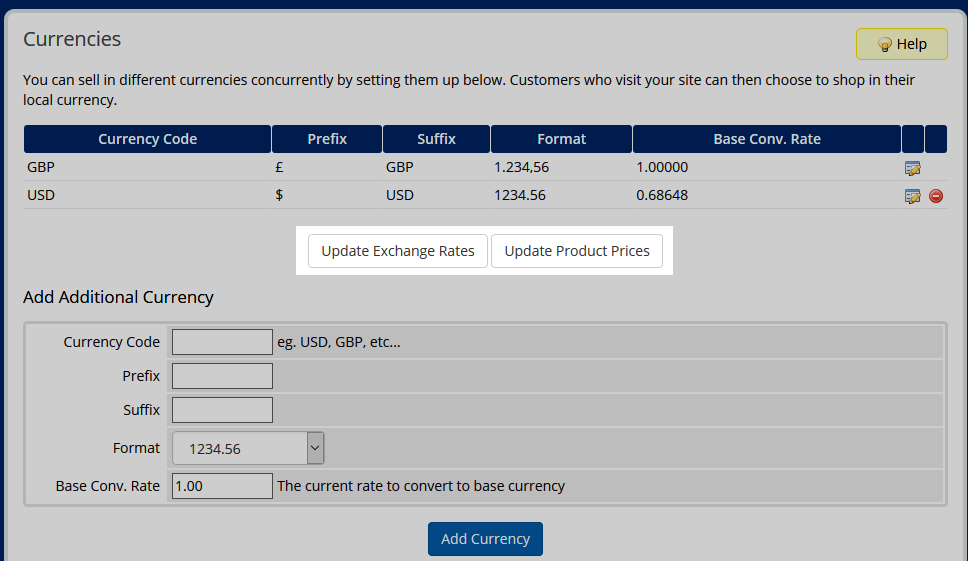 Currencies
Help
You can sell in different currencies concurrently by setting them up below. Customers who visit your site can then choose to shop in their
local currency.
Currency Code Prefix Suffix Format Base Conv. Rate
GBP £ GBP 1.234,56 1.00000
USD $ USD 1234.56 0.68648
Update Exchange Rates Update Product Prices
Add Additional Currency
Currency Code eg. USD, GBP, etc...
Prefix
Suffix
Format 1234.56
Base Conv. Rate 1.00 The current rate to convert to base currency
Add Currency